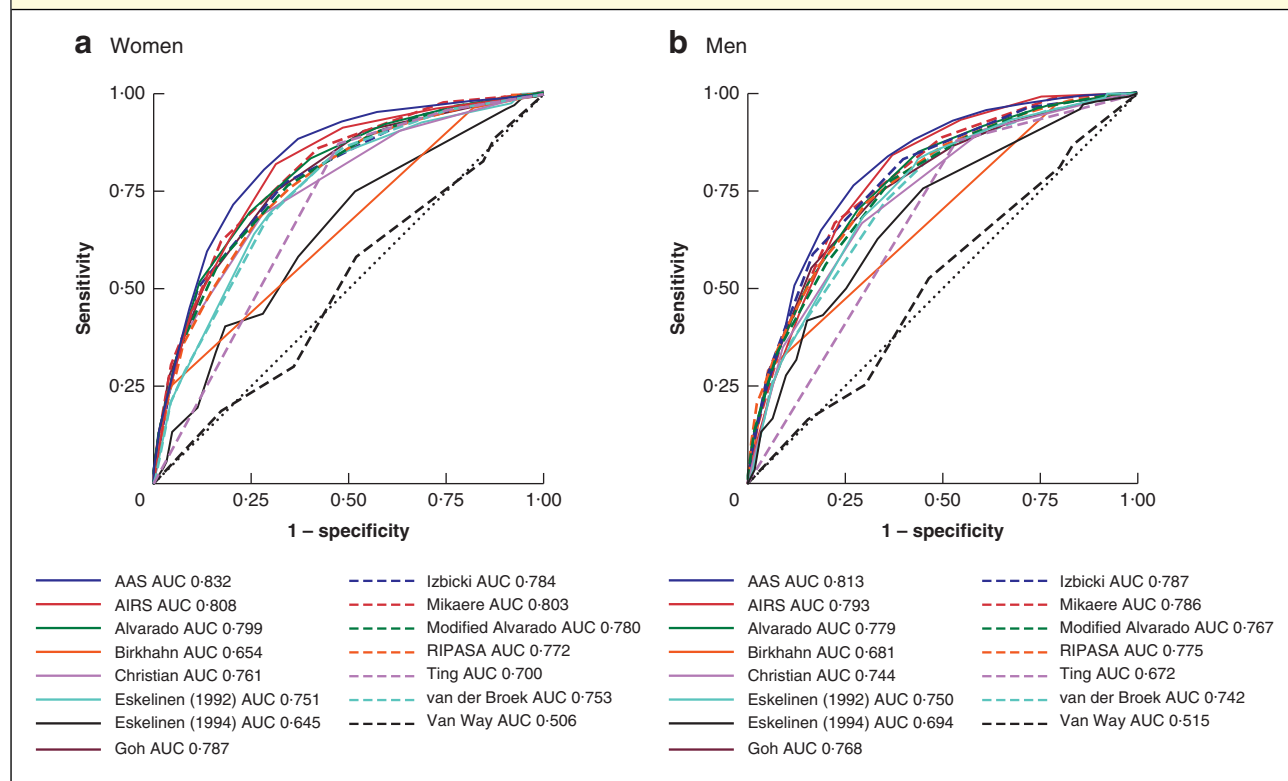 a Women
1·00
0·75
0·50
0·25
0
0·25
0·50
0·75
1·00
Sensitivity
1 – specificity
AAS AUC 0·832
AIRS AUC 0·808
Alvarado AUC 0·799
Birkhahn AUC 0·654
Christian AUC 0·761
Eskelinen (1992) AUC 0·751
Eskelinen (1994) AUC 0·645
Goh AUC 0·787
Izbicki AUC 0·784
Mikaere AUC 0·803
Modified Alvarado AUC 0·780
RIPASA AUC 0·772
Ting AUC 0·700
van der Broek AUC 0·753
Van Way AUC 0·506
b Men
1·00
0·75
0·50
0·25
0
0·25
0·50
0·75
1·00
Sensitivity
1 – specificity
AAS AUC 0·813
AIRS AUC 0·793
Alvarado AUC 0·779
Birkhahn AUC 0·681
Christian AUC 0·744
Eskelinen (1992) AUC 0·750
Eskelinen (1994) AUC 0·694
Goh AUC 0·768
Izbicki AUC 0·787
Mikaere AUC 0·786
Modified Alvarado AUC 0·767
RIPASA AUC 0·775
Ting AUC 0·672
van der Broek AUC 0·742
Van Way AUC 0·515